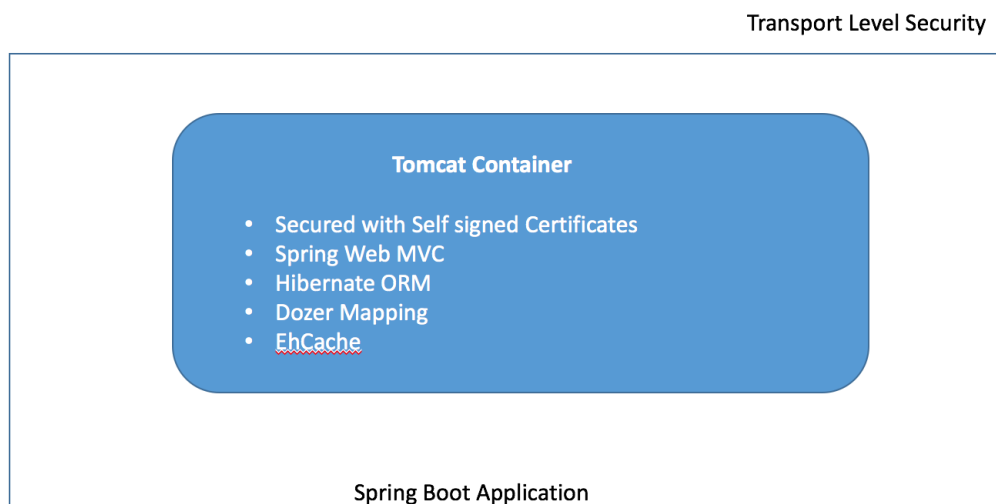 Transport Level Security
Tomcat Container
• Secured with Self signed Certificates
• Spring Web MVC
• Hibernate ORM
• Dozer Mapping
• EhCache
Spring Boot Application